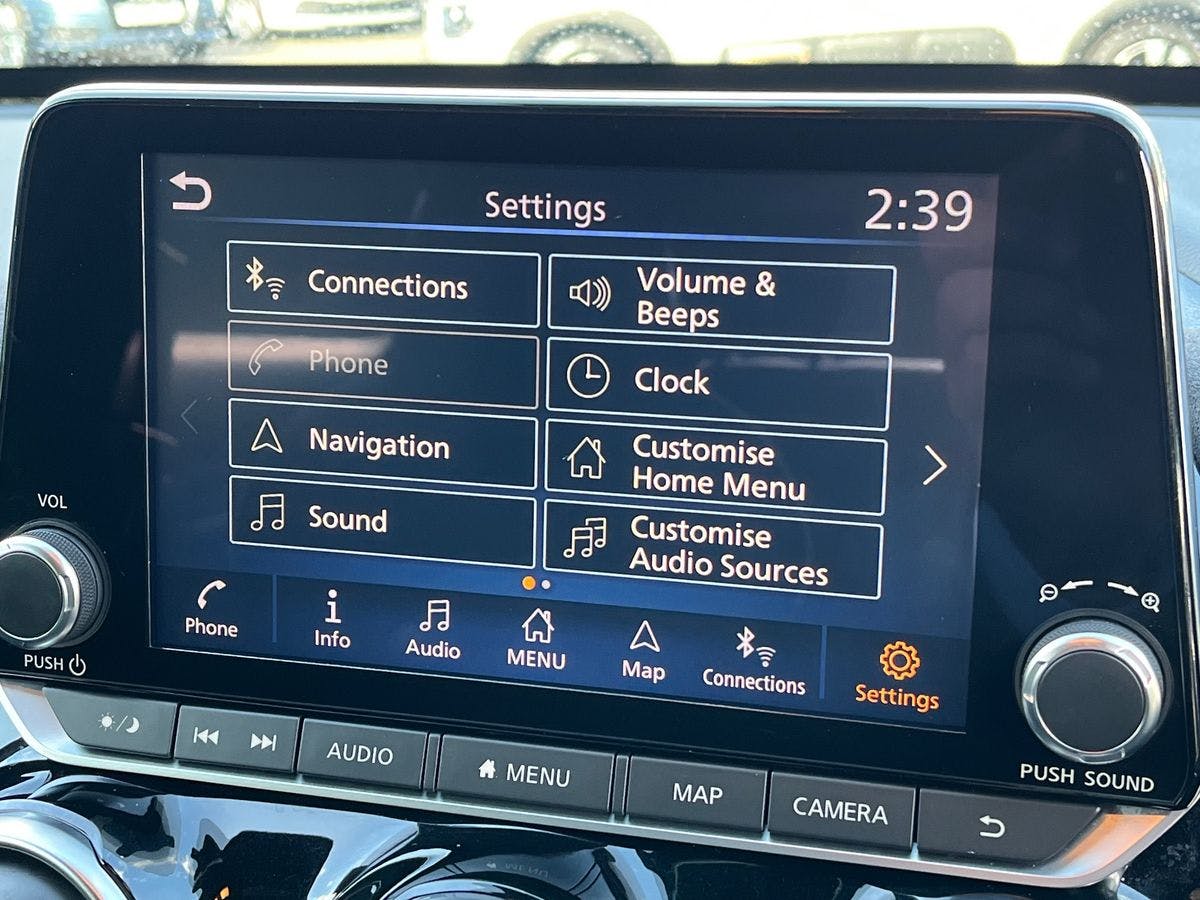 Settings
2:39
Connections
Volume &
Beeps
Phone
Clock
Navigation
Customise
Home Menu
Sound
Customise
Audio Sources
Phone
Info
Audio
MENU
Map
Connections
Settings
VOL
PUSH
PUSH SOUND
AUDIO
MENU
MAP
CAMERA